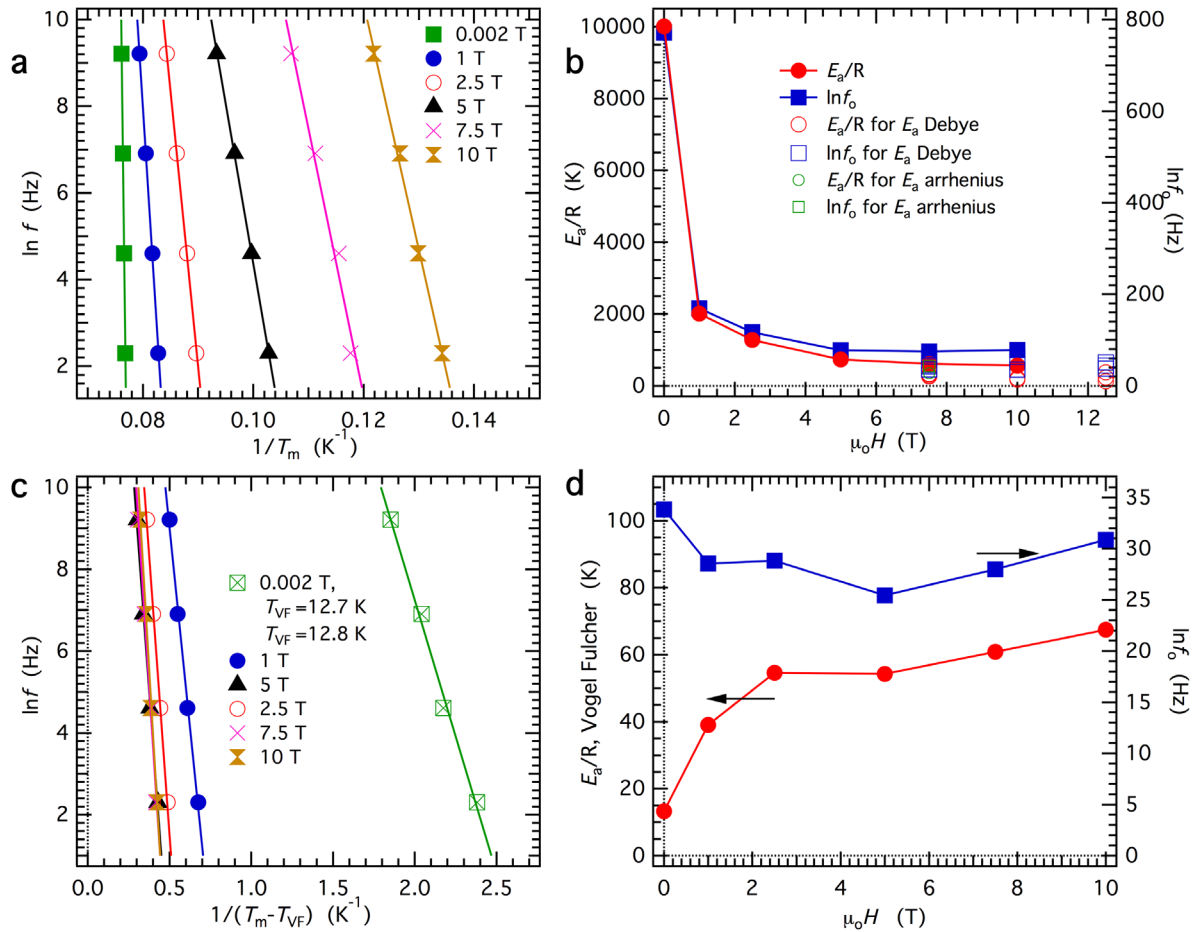 a
ln f (Hz)
10
8
6
4
2
0.08
0.10
0.12
0.14
1/Tm (K-1)
0.002 T
1 T
2.5 T
5 T
7.5 T
10 T
b
Ea/R (K)
10000
8000
6000
4000
2000
0
0
2
4
6
8
10
12
μoH (T)
800
600
400
200
0
lnfo (Hz)
Ea/R
lnfo
Ea/R for Ea Debye
lnfo for Ea Debye
Ea/R for Ea arrhenius
lnfo for Ea arrhenius
c
lnf (Hz)
10
8
6
4
2
0.0
0.5
1.0
1.5
2.0
2.5
1/(Tm-TVF) (K-1)
0.002 T,
TVF=12.7 K
TVF=12.8 K
1 T
5 T
2.5 T
7.5 T
10 T
d
Ea/R, Vogel Fulcher (K)
100
80
60
40
20
0
0
2
4
6
8
10
μoH (T)
35
30
25
20
15
10
5
0
lnfo (Hz)